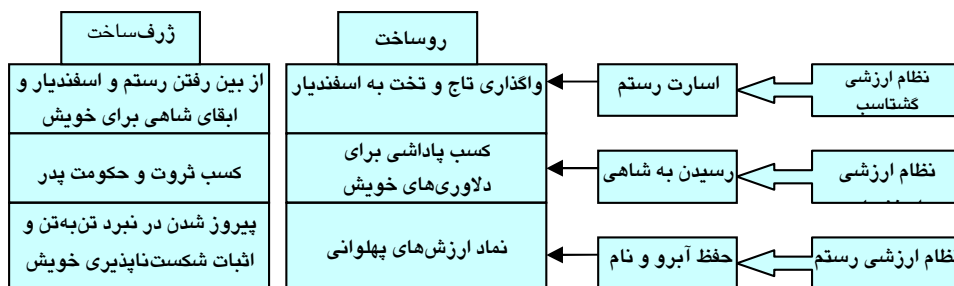 نظام ارزشی
گشتاسب
اسارت رستم
روساخت
واگذاری تاج و تخت به اسفندیار
ژرف‌ساخت
از بین رفتن رستم و اسفندیار و
ابقای شاهی برای خویش
نظام ارزشی
رسیدن به شاهی
کسب پاداشی برای
دلاوری‌های خویش
کسب ثروت و حکومت پدر
نظام ارزشی رستم
حفظ آبرو و نام
نماد ارزش‌های پهلوانی
پیروز شدن در نبرد تن‌به‌تن و
اثبات شکست‌ناپذیری خویش